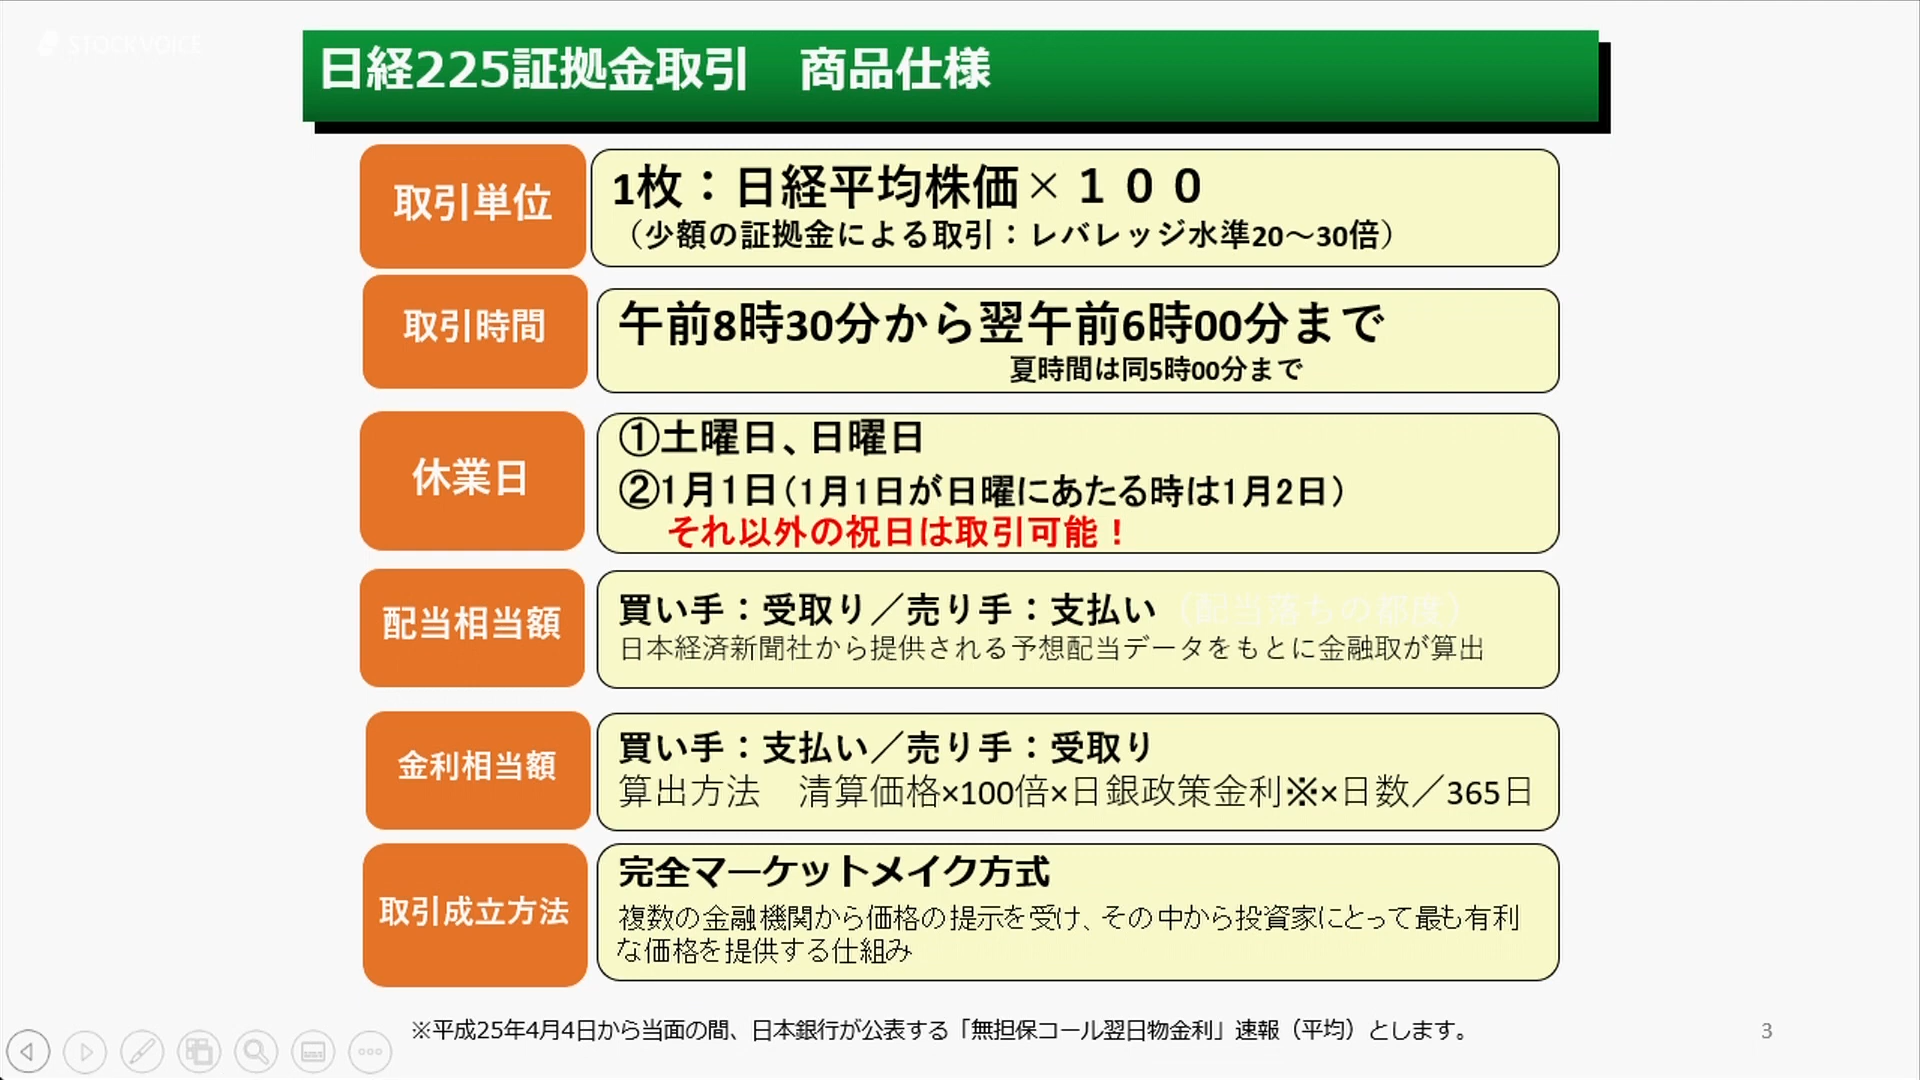 STOCKVOICE
日経225証拠金取引　商品仕様
取引単位
1枚：日経平均株価×１００
（少額の証拠金による取引：レバレッジ水準20～30倍）
取引時間
午前8時30分から翌午前6時00分まで
夏時間は同5時00分まで
休業日
①土曜日、日曜日
②1月1日（1月1日が日曜にあたる時は1月2日）
それ以外の祝日は取引可能！
配当相当額
買い手：受取り／売り手：支払い（配当落ちの都度）
日本経済新聞社から提供される予想配当データをもとに金融取が算出
金利相当額
買い手：支払い／売り手：受取り
算出方法　清算価格×100倍×日銀政策金利※×日数／365日
取引成立方法
完全マーケットメイク方式
複数の金融機関から価格の提示を受け、その中から投資家にとって最も有利
な価格を提供する仕組み
※平成25年4月4日から当面の間、日本銀行が公表する「無担保コール翌日物金利」速報（平均）とします。
3